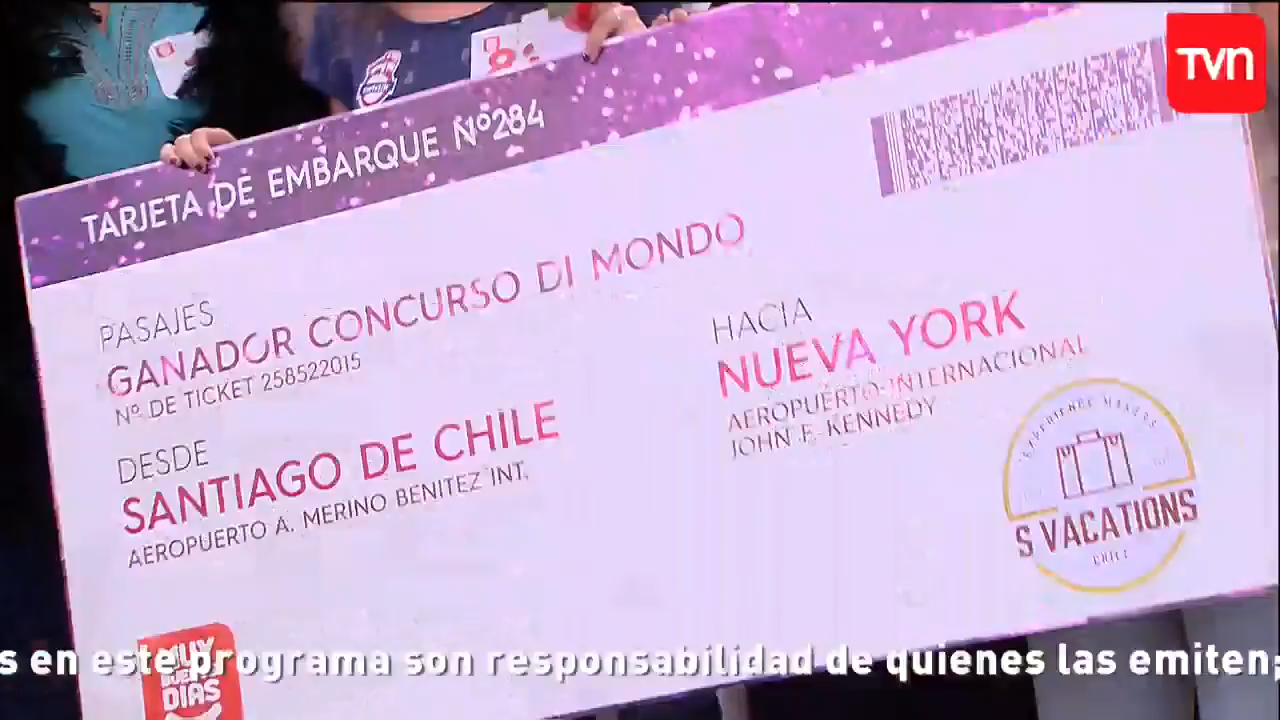 TVN
TARJETA DE EMBARQUE Nº284
PASAJES
GANADOR CONCURSO DI MONDO
Nº DE TICKET 258522015
DESDE
SANTIAGO DE CHILE
AEROPUERTO A. MERINO BENITEZ INT.
HACIA
NUEVA YORK
AEROPUERTO INTERNACIONAL
JOHN F. KENNEDY
EXPERIENCE MAKERS
S VACATIONS
CHILE
MUY
BUENOS
DÍAS
s en este programa son responsabilidad de quienes las emiten;